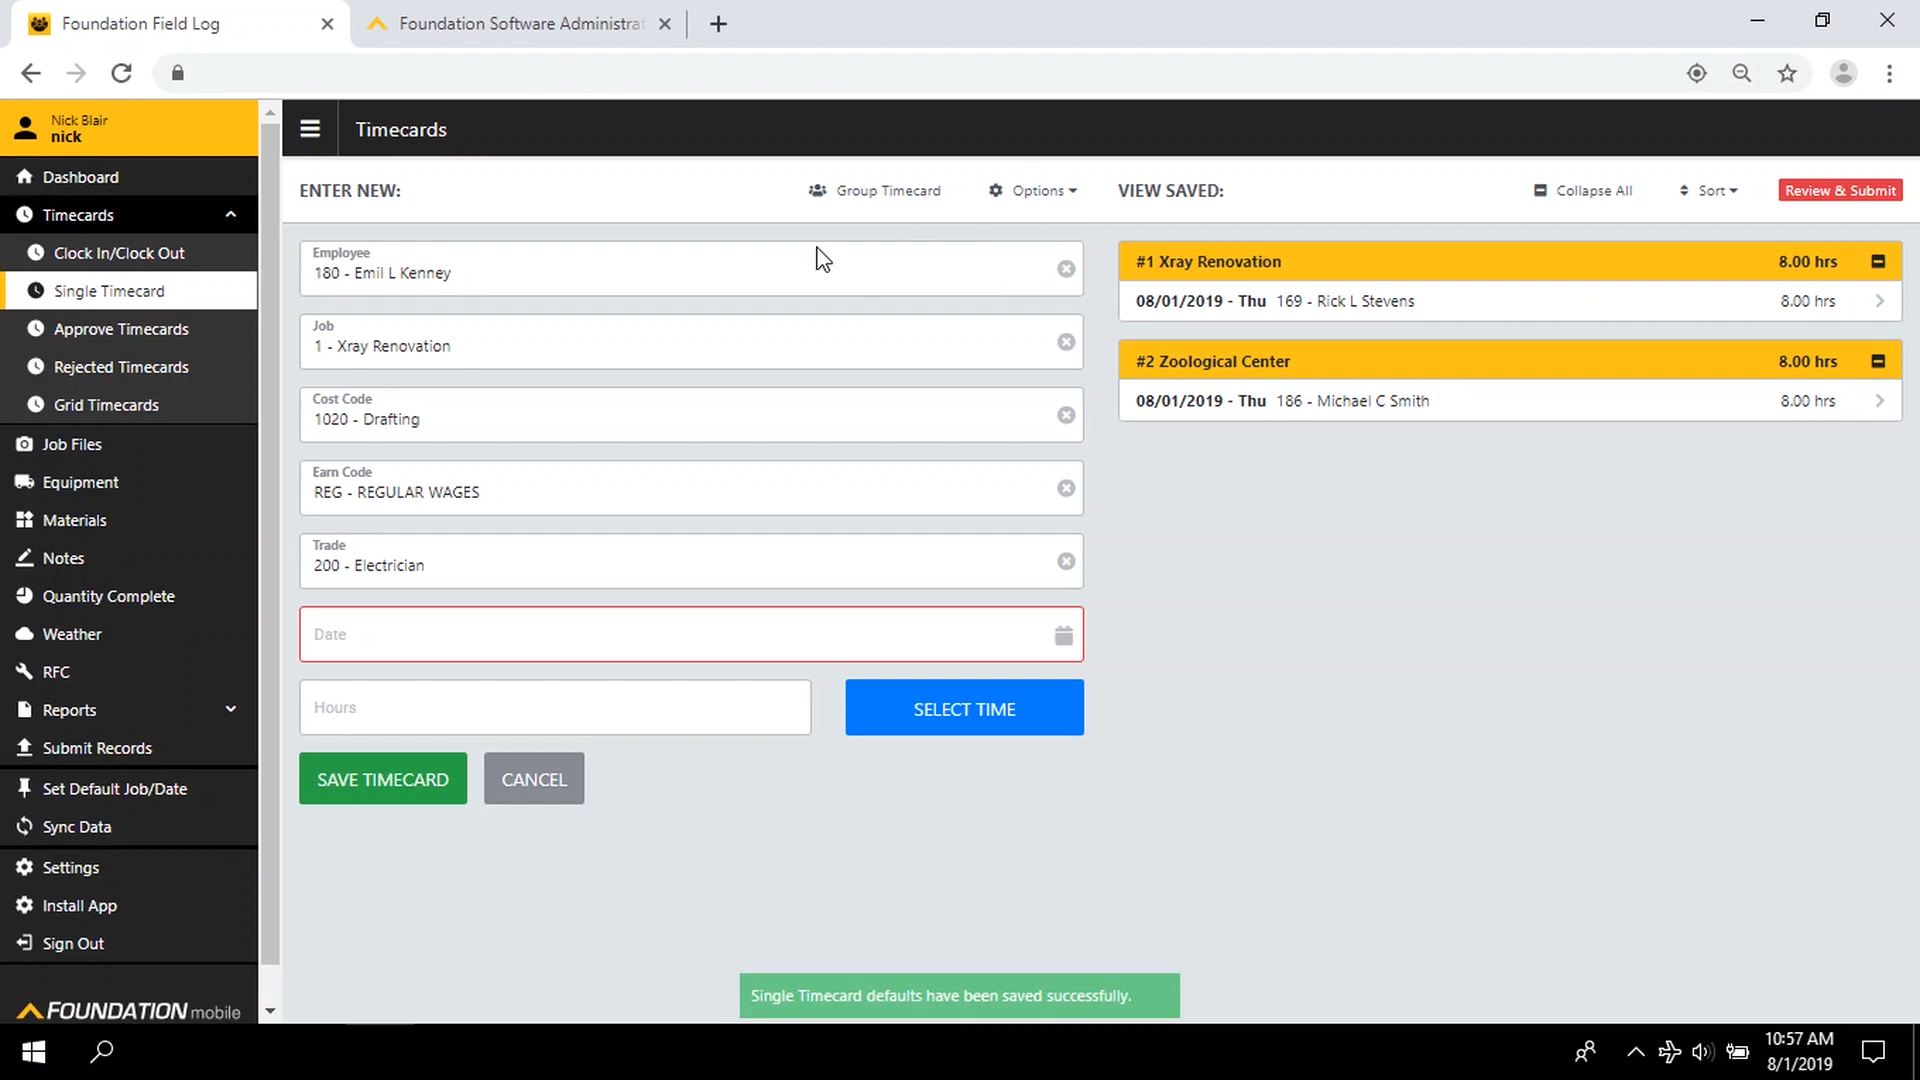 Foundation Field Log
Foundation Software Administrat
Nick Blair
nick
Timecards
Dashboard
Timecards
Clock In/Clock Out
Single Timecard
Approve Timecards
Rejected Timecards
Grid Timecards
Job Files
Equipment
Materials
Notes
Quantity Complete
Weather
RFC
Reports
Submit Records
Set Default Job/Date
Sync Data
Settings
Install App
Sign Out
FOUNDATION mobile
ENTER NEW:
Group Timecard
Options
Employee
180 - Emil L Kenney
Job
1 - Xray Renovation
Cost Code
1020 - Drafting
Earn Code
REG - REGULAR WAGES
Trade
200 - Electrician
Date
Hours
SELECT TIME
SAVE TIMECARD
CANCEL
VIEW SAVED:
Collapse All
Sort
Review & Submit
#1 Xray Renovation 8.00 hrs
08/01/2019 - Thu 169 - Rick L Stevens 8.00 hrs
#2 Zoological Center 8.00 hrs
08/01/2019 - Thu 186 - Michael C Smith 8.00 hrs
Single Timecard defaults have been saved successfully.
10:57 AM
8/1/2019